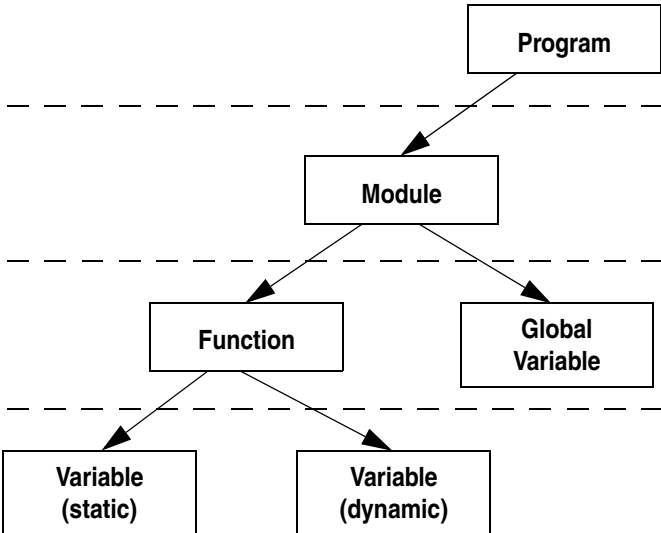 Program
Module
Function
Global
Variable
Variable
(static)
Variable
(dynamic)